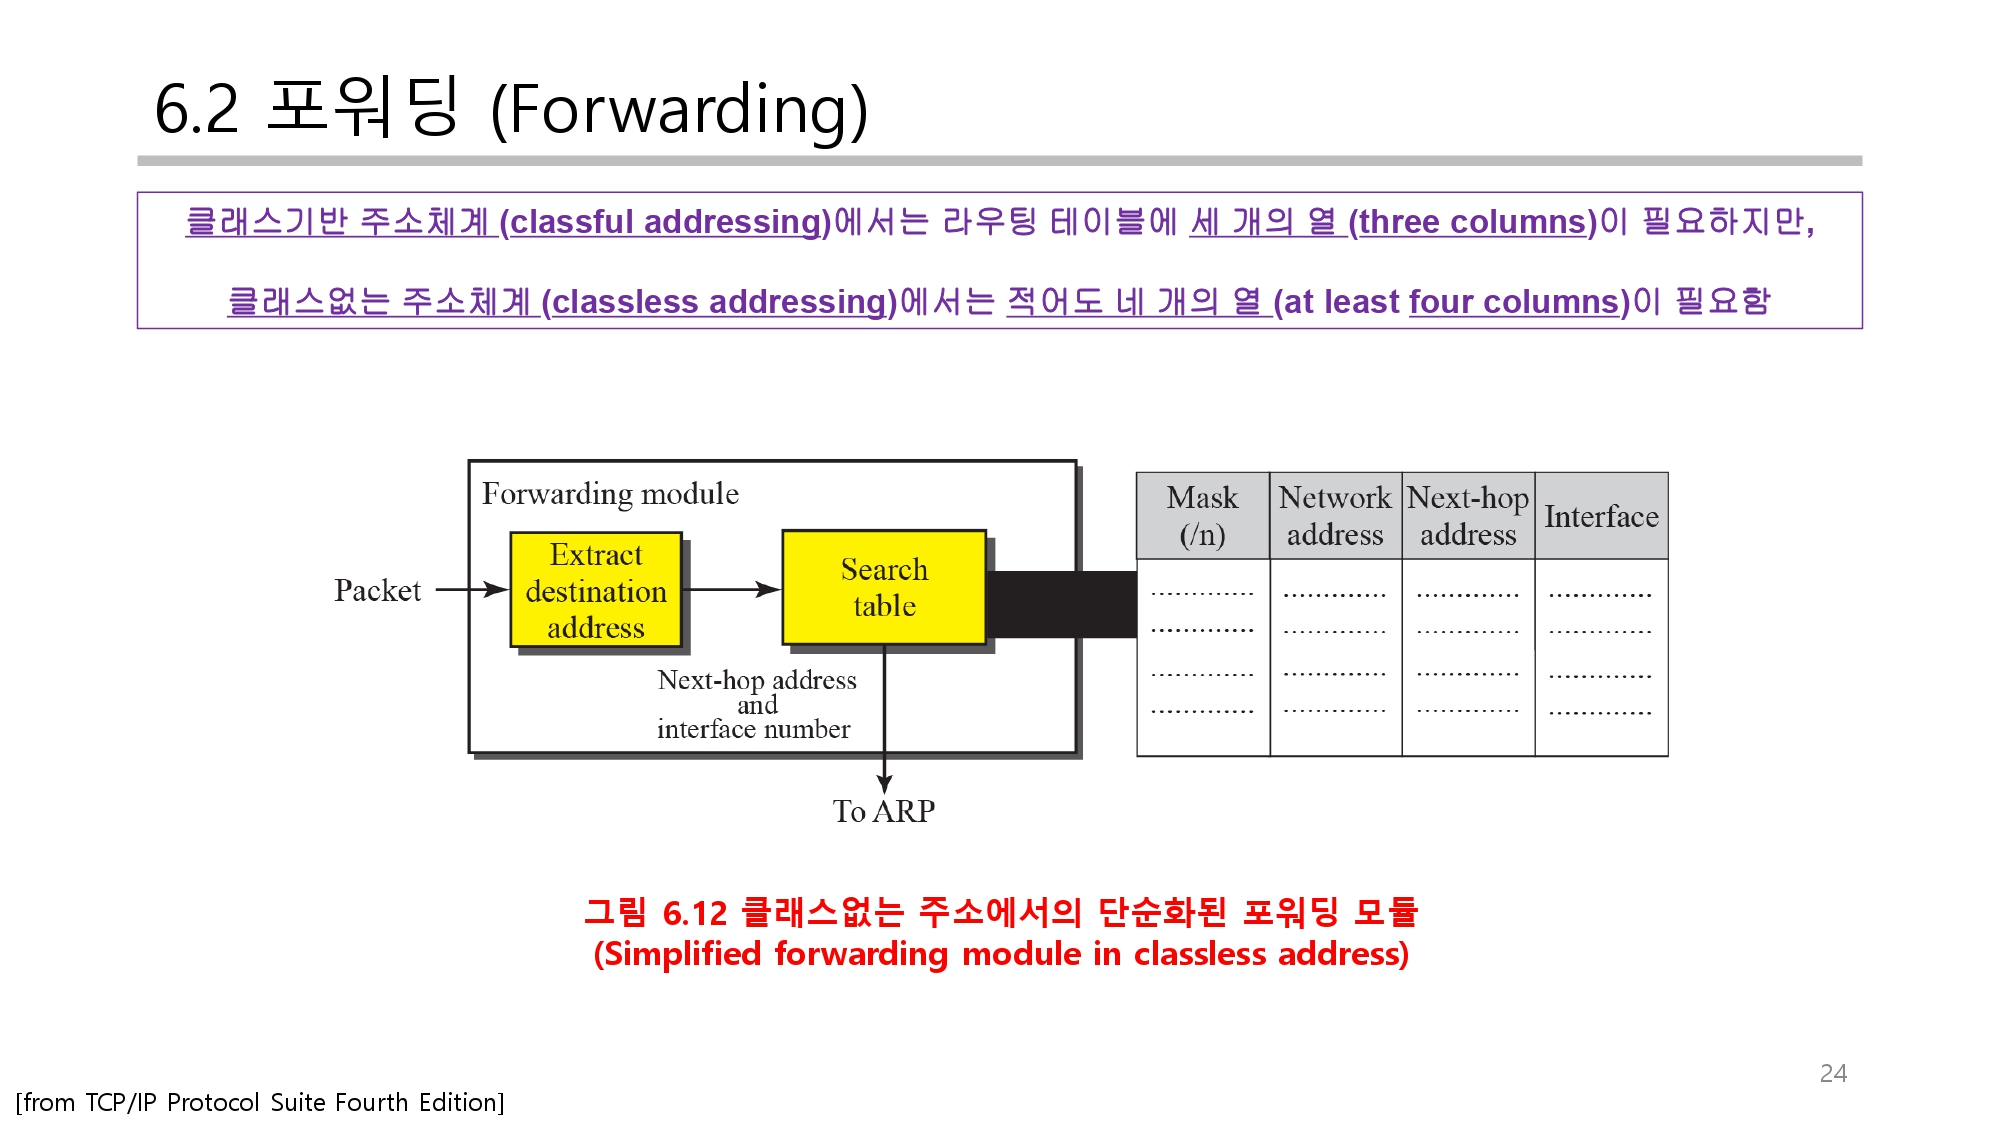 6.2 포워딩 (Forwarding)
클래스기반 주소체계 (classful addressing)에서는 라우팅 테이블에 세 개의 열 (three columns)이 필요하지만,
클래스없는 주소체계 (classless addressing)에서는 적어도 네 개의 열 (at least four columns)이 필요함
Forwarding module
Packet
Extract
destination
address
Search
table
Next-hop address
and
interface number
To ARP
Mask
(/n)
Network
address
Next-hop
address
Interface
그림 6.12 클래스없는 주소에서의 단순화된 포워딩 모듈
(Simplified forwarding module in classless address)
24
[from TCP/IP Protocol Suite Fourth Edition]